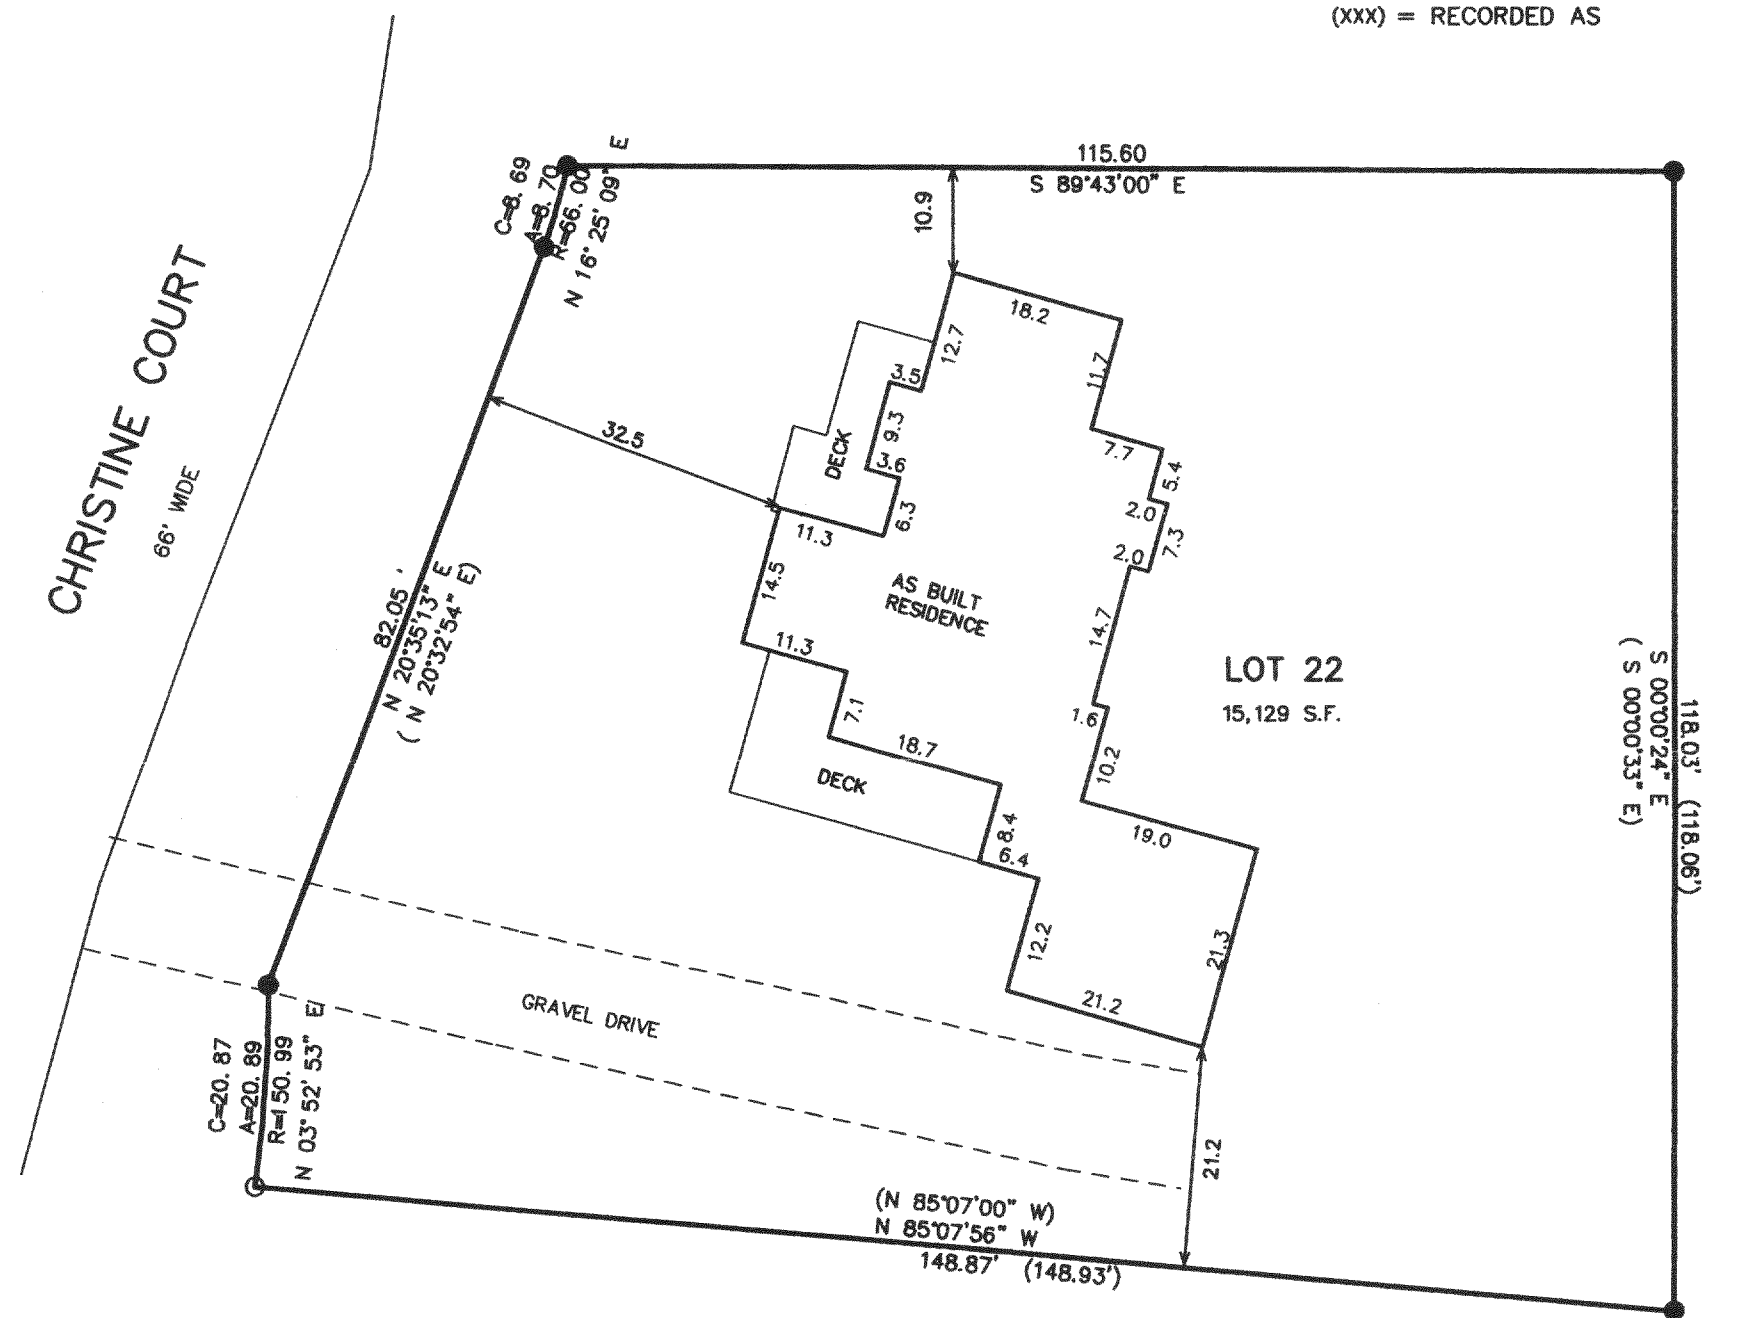 (XXX) = RECORDED AS
115.60
S 89°43'00" E
C=8.69
A=8.70
R=66.00
N 16°25'09" E
10.9
18.2
12.7
11.7
3.5
9.3
DECK
3.6
6.3
11.3
7.7
5.4
2.0
7.3
2.0
32.5
CHRISTINE COURT
66' WIDE
14.5
AS BUILT
RESIDENCE
14.7
11.3
82.05'
N 20°35'13" E
( N 20°32'54" E)
LOT 22
15,129 S.F.
7.1
1.6
18.7
10.2
DECK
8.4
6.4
19.0
118.03' (118.06')
S 00°00'24" E
( S 00°00'33" E)
12.2
21.3
21.2
GRAVEL DRIVE
C=20.87
A=20.89
R=150.99
N 03°52'53" E
21.2
(N 85°07'00" W)
N 85°07'56" W
148.87' (148.93')